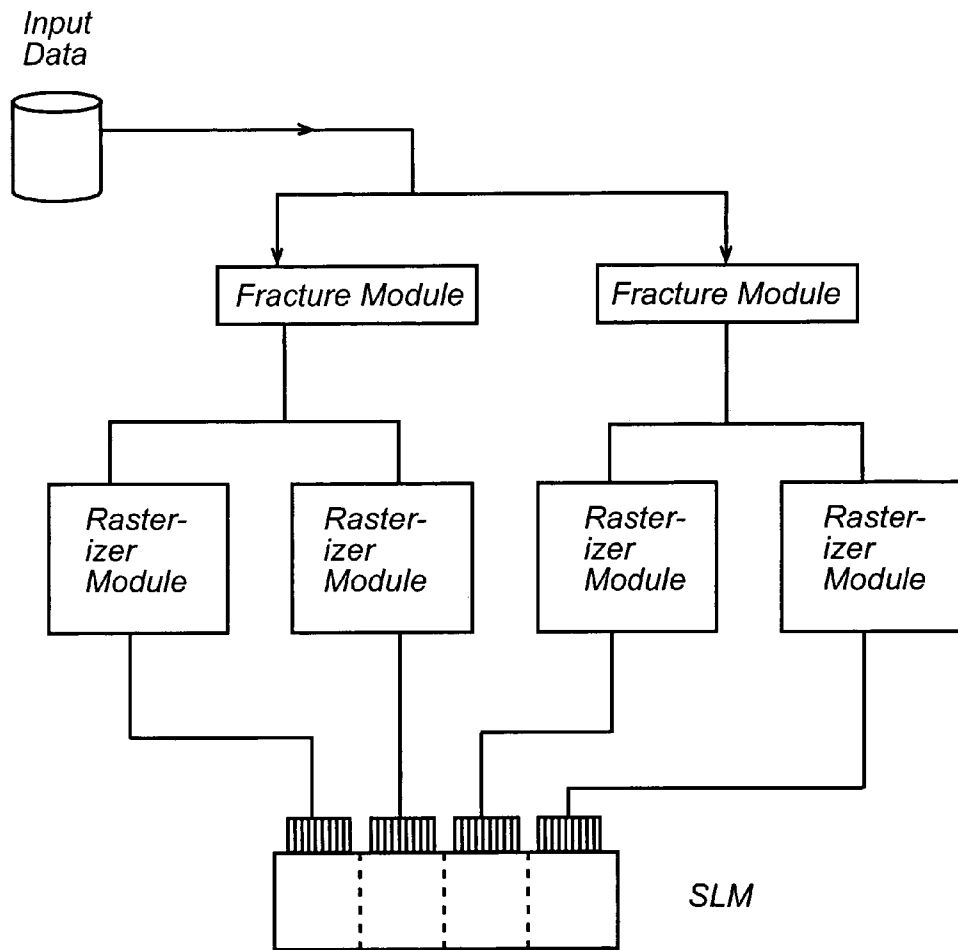 Input
Data
Fracture Module
Fracture Module
Raster-
izer
Module
Raster-
izer
Module
Raster-
izer
Module
Raster-
izer
Module
SLM